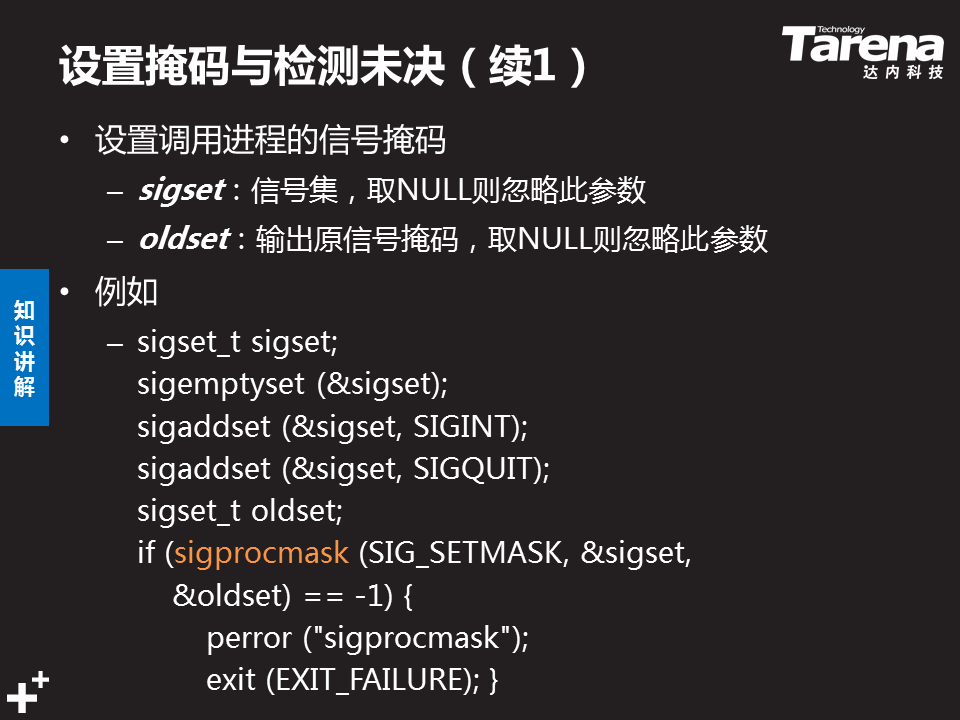 设置掩码与检测未决（续1）
Technology
Tarena
达内科技
• 设置调用进程的信号掩码
– sigset：信号集，取NULL则忽略此参数
– oldset：输出原信号掩码，取NULL则忽略此参数
• 例如
– sigset_t sigset;
sigemptyset (&sigset);
sigaddset (&sigset, SIGINT);
sigaddset (&sigset, SIGQUIT);
sigset_t oldset;
if (sigprocmask (SIG_SETMASK, &sigset,
&oldset) == -1) {
perror ("sigprocmask");
exit (EXIT_FAILURE); }
知识讲解